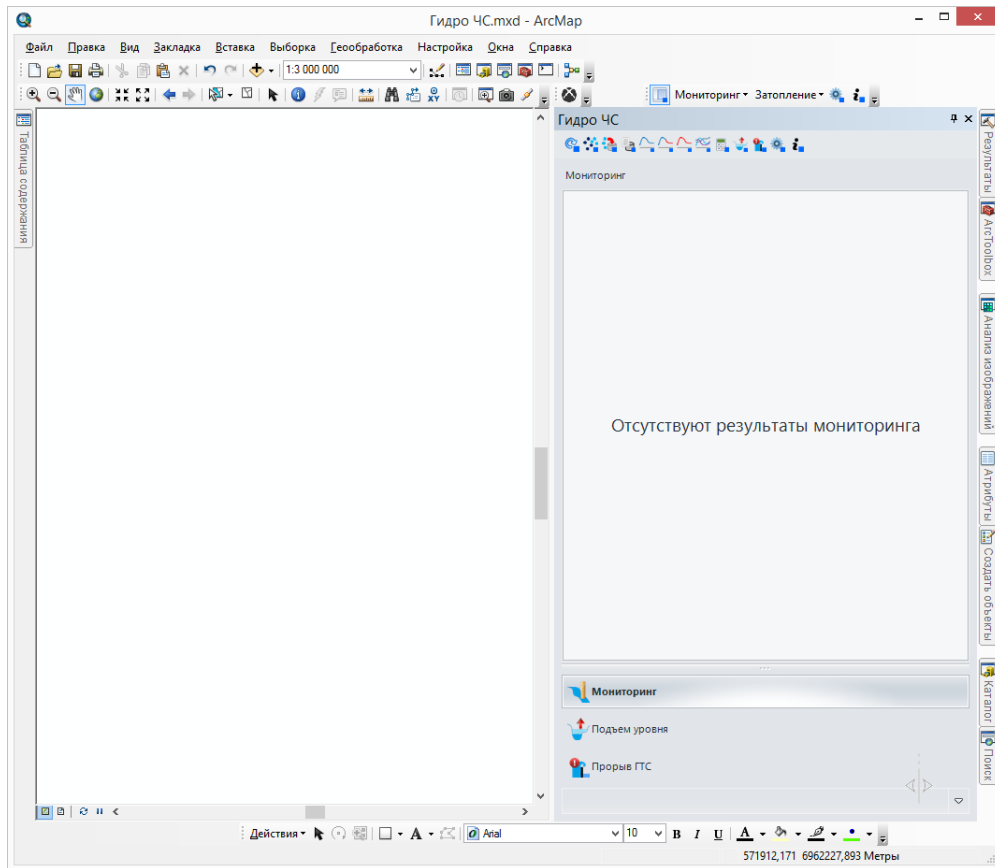 Гидро ЧС.mxd - ArcMap
Файл Правка Вид Закладка Вставка Выборка Геообработка Настройка Окна Справка
1:3 000 000
Мониторинг Затопление
Таблица содержания
Гидро ЧС
Мониторинг
Отсутствуют результаты мониторинга
Мониторинг
Подъем уровня
Прорыв ГТС
Результаты
ArcToolbox
Анализ изображений
Атрибуты
Создать объекты
Каталог
Поиск
Действия A Arial 10 B I U A
571912,171 6962227,893 Метры